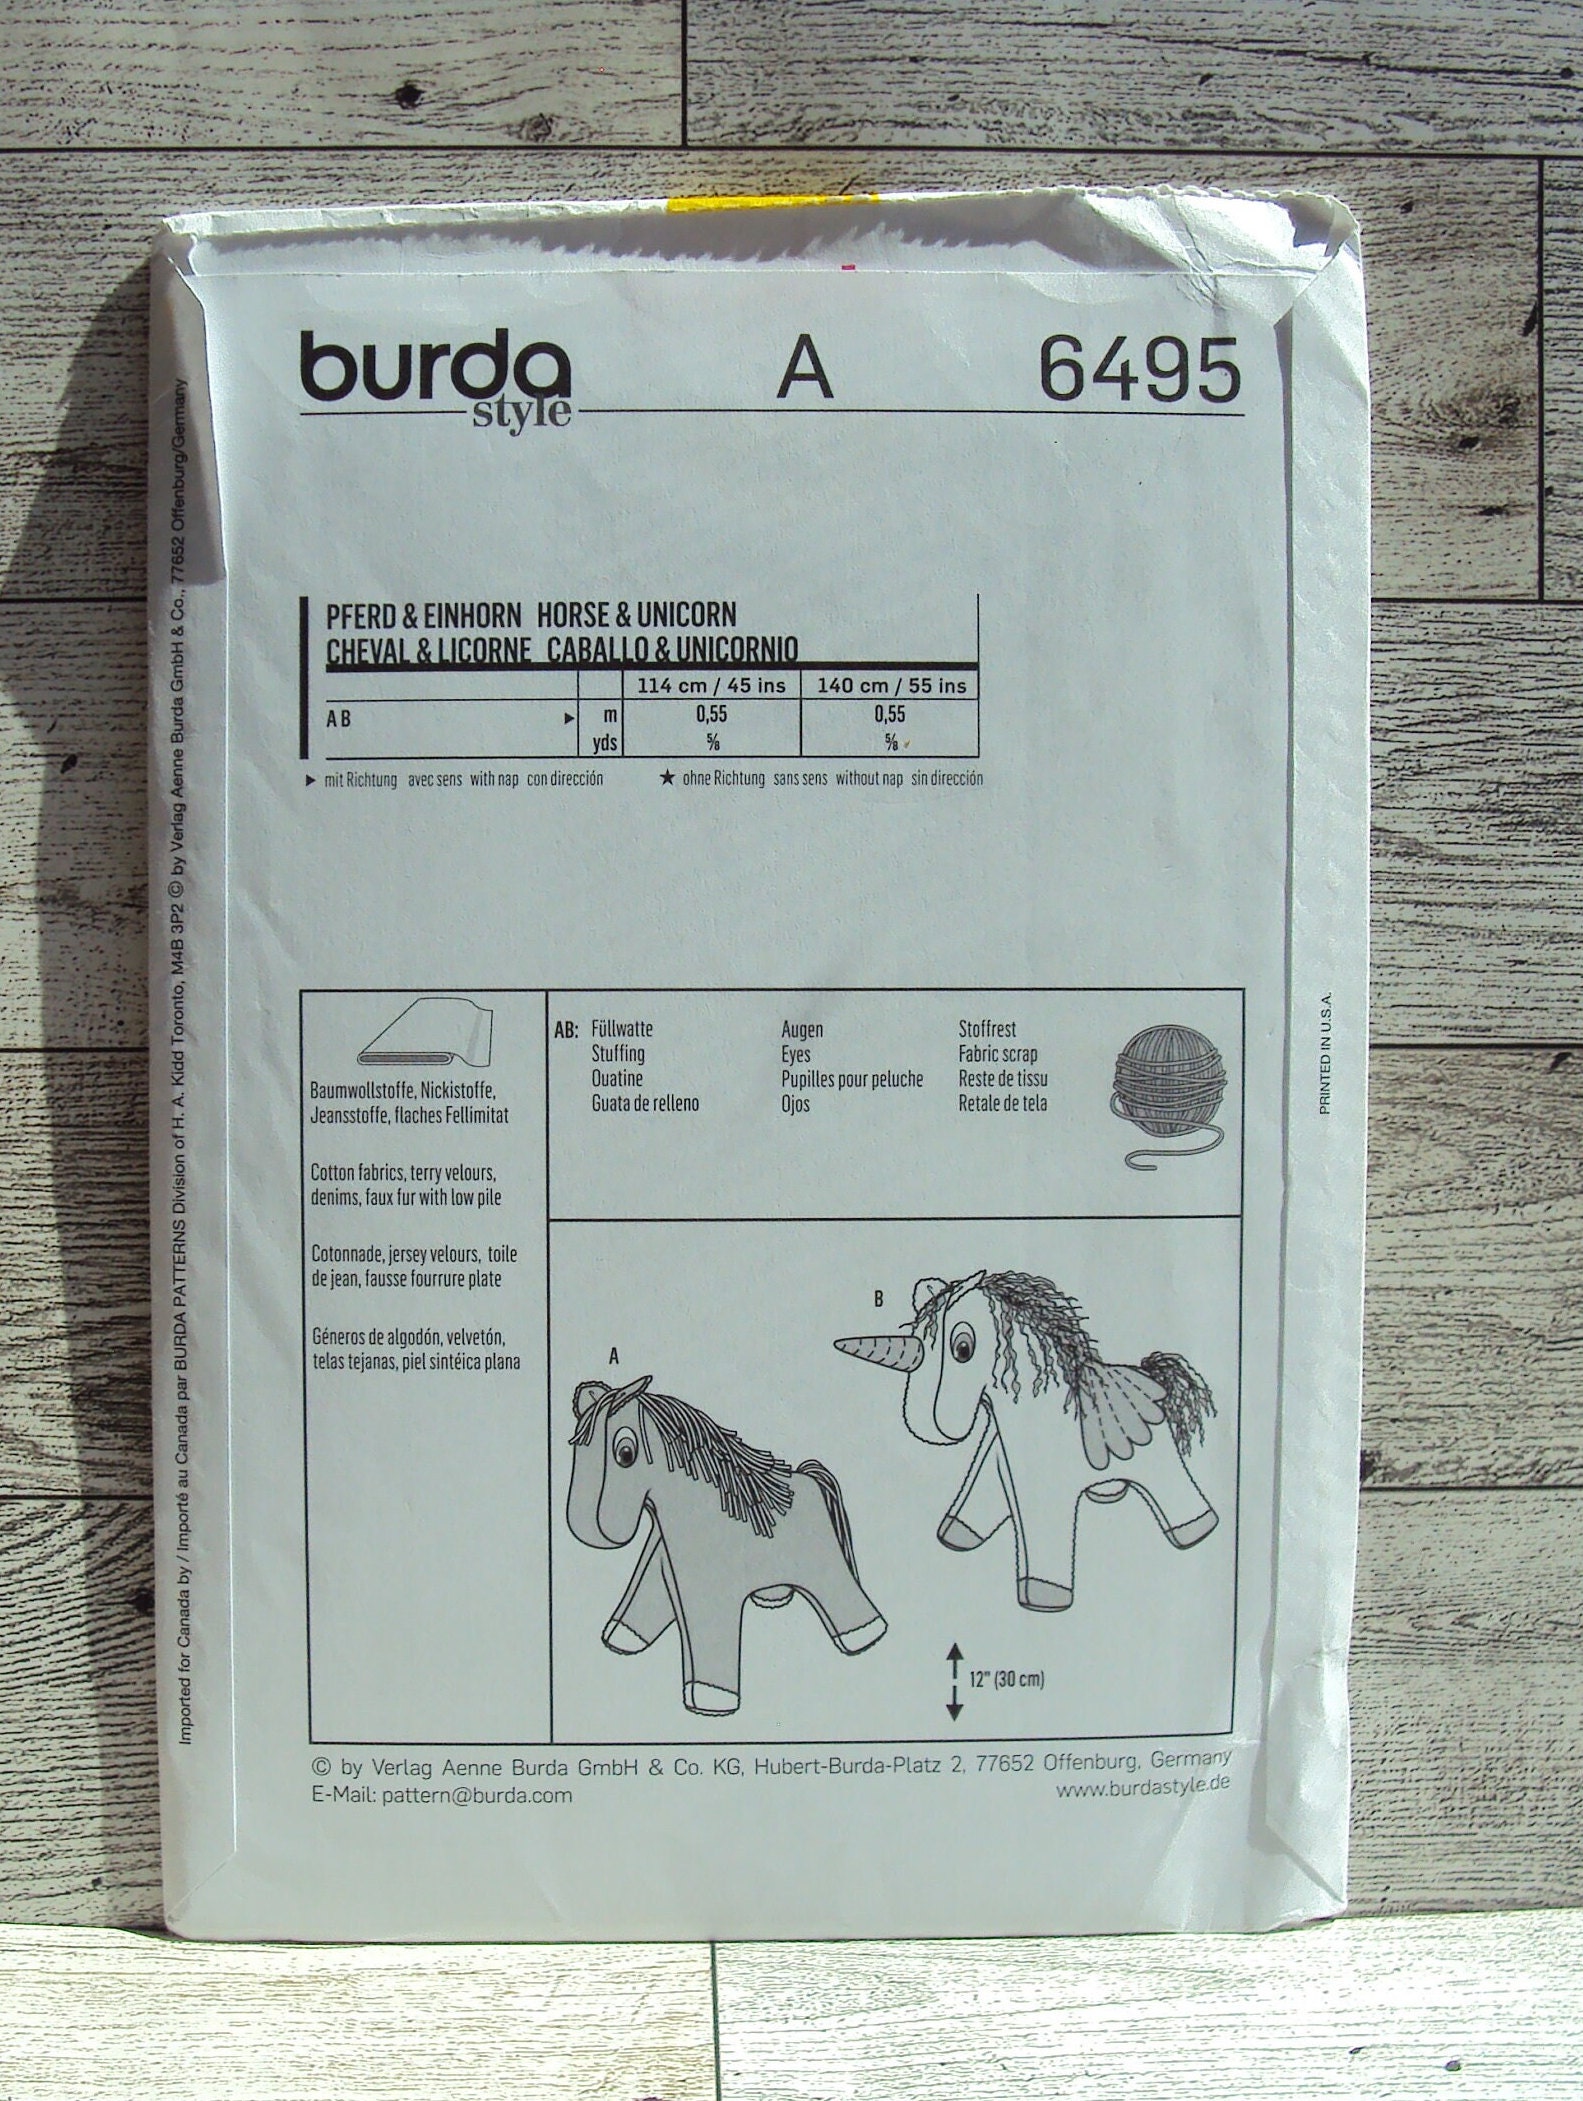 burda A 6495
style
PFERD & EINHORN HORSE & UNICORN
CHEVAL & LICORNE CABALLO & UNICORNIO
114 cm / 45 ins 140 cm / 55 ins
A B ▶ m 0,55 0,55
yds ⅝ ⅝
▶ mit Richtung avec sens with nap con dirección ★ ohne Richtung sans sens without nap sin dirección
Baumwollstoffe, Nickistoffe,
Jeansstoffe, flaches Fellimitat
Cotton fabrics, terry velours,
denims, faux fur with low pile
Cotonnade, jersey velours, toile
de jean, fausse fourrure plate
Géneros de algodón, velvetón,
telas tejanas, piel sintéica plana
AB: Füllwatte Augen Stoffrest
Stuffing Eyes Fabric scrap
Ouatine Pupilles pour peluche Reste de tissu
Guata de relleno Ojos Retale de tela
B
A
12" (30 cm)
© by Verlag Aenne Burda GmbH & Co. KG, Hubert-Burda-Platz 2, 77652 Offenburg, Germany
E-Mail: pattern@burda.com www.burdastyle.de
Imported for Canada by / Importé au Canada par BURDA PATTERNS Division of H. A. Kidd Toronto, M4B 3P2 © by Verlag Aenne Burda GmbH & Co., 77652 Offenburg/Germany
PRINTED IN U.S.A.